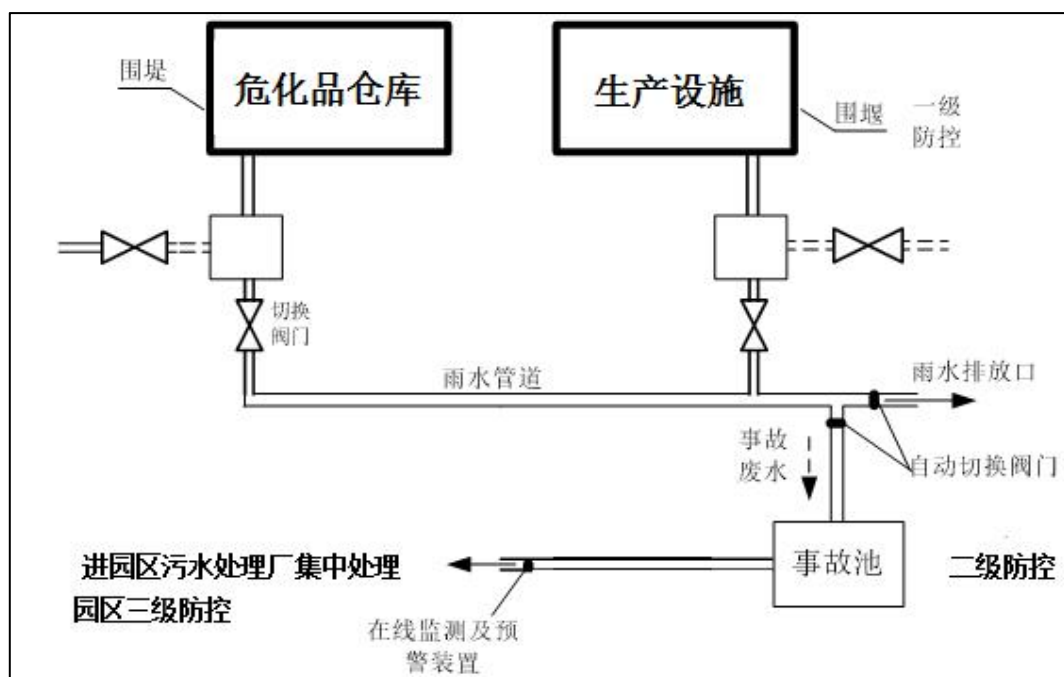 围堤
危化品仓库
生产设施
围堰
一级
防控
切换
阀门
雨水管道
雨水排放口
事故
废水
自动切换阀门
进园区污水处理厂集中处理
园区三级防控
事故池
二级防控
在线监测及预
警装置